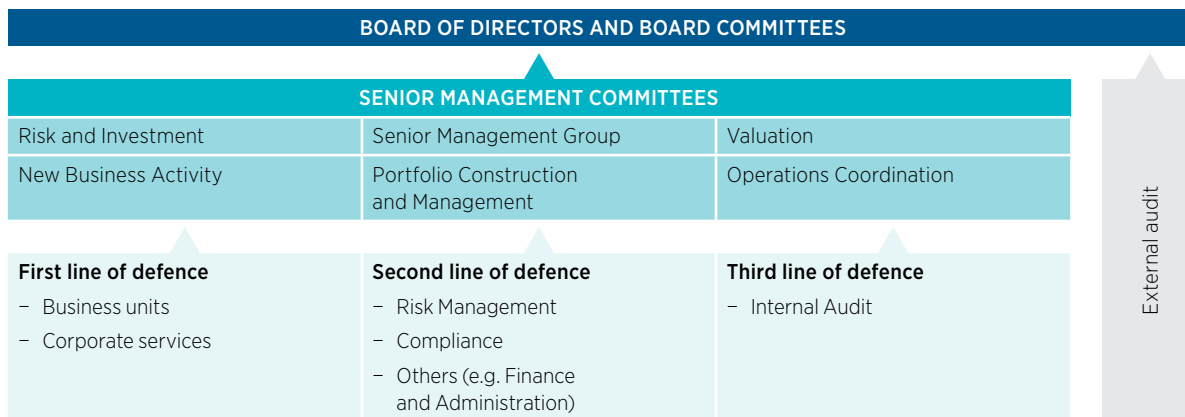 BOARD OF DIRECTORS AND BOARD COMMITTEES
SENIOR MANAGEMENT COMMITTEES
Risk and Investment
Senior Management Group
Valuation
New Business Activity
Portfolio Construction
and Management
Operations Coordination
First line of defence
– Business units
– Corporate services
Second line of defence
– Risk Management
– Compliance
– Others (e.g. Finance
and Administration)
Third line of defence
– Internal Audit
External audit